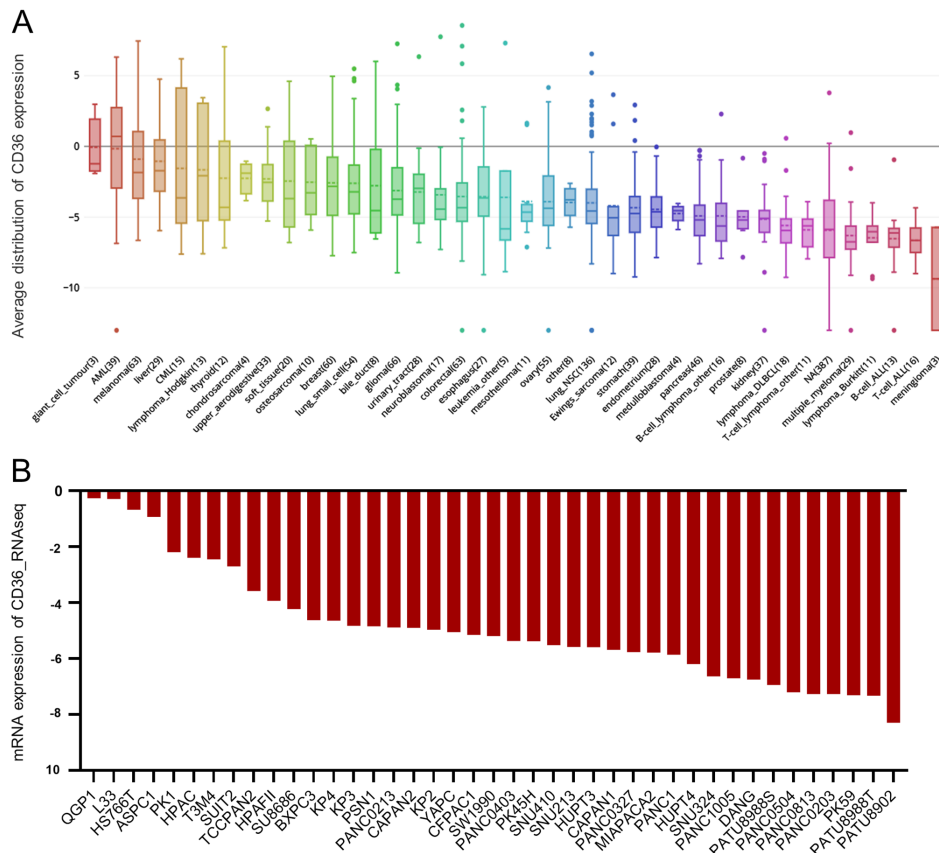 A
Average distribution of CD36 expression
5
0
−5
−10
giant_cell_tumour(3)
AML(39)
melanoma(63)
liver(29)
CML(15)
lymphoma_Hodgkin(13)
thyroid(12)
chondrosarcoma(4)
upper_aerodigestive(33)
soft_tissue(20)
osteosarcoma(10)
breast(60)
lung_small_cell(54)
bile_duct(8)
glioma(66)
urinary_tract(28)
neuroblastoma(17)
colorectal(63)
esophagus(27)
leukemia_other(5)
mesothelioma(11)
ovary(55)
other(8)
lung_NSC(136)
Ewings_sarcoma(12)
stomach(39)
endometrium(28)
medulloblastoma(4)
pancreas(46)
B-cell_lymphoma_other(16)
prostate(8)
kidney(37)
lymphoma_DLBCL(18)
T-cell_lymphoma_other(11)
NA(387)
multiple_myeloma(29)
lymphoma_Burkitt(11)
B-cell_ALL(13)
T-cell_ALL(16)
meningioma(3)
B
mRNA expression of CD36_RNAseq
0
-2
-4
-6
-8
10
QGP1
L33
HS766T
ASPC1
PK1
HPAC
T3M4
SUIT2
TCCPAN2
HPAFII
SU8686
BXPC3
KP4
KP3
PSN1
PANC0213
CAPAN2
KP2
YAPC
CFPAC1
SW1990
PANC0403
PK45H
SNU410
SNU213
HUPT3
CAPAN1
PANC0327
MIAPACA2
PANC1
HUPT4
SNU324
PANC1005
DANG
PATU8988S
PANC0504
PANC0813
PANC0203
PK59
PATU8988T
PATU8902